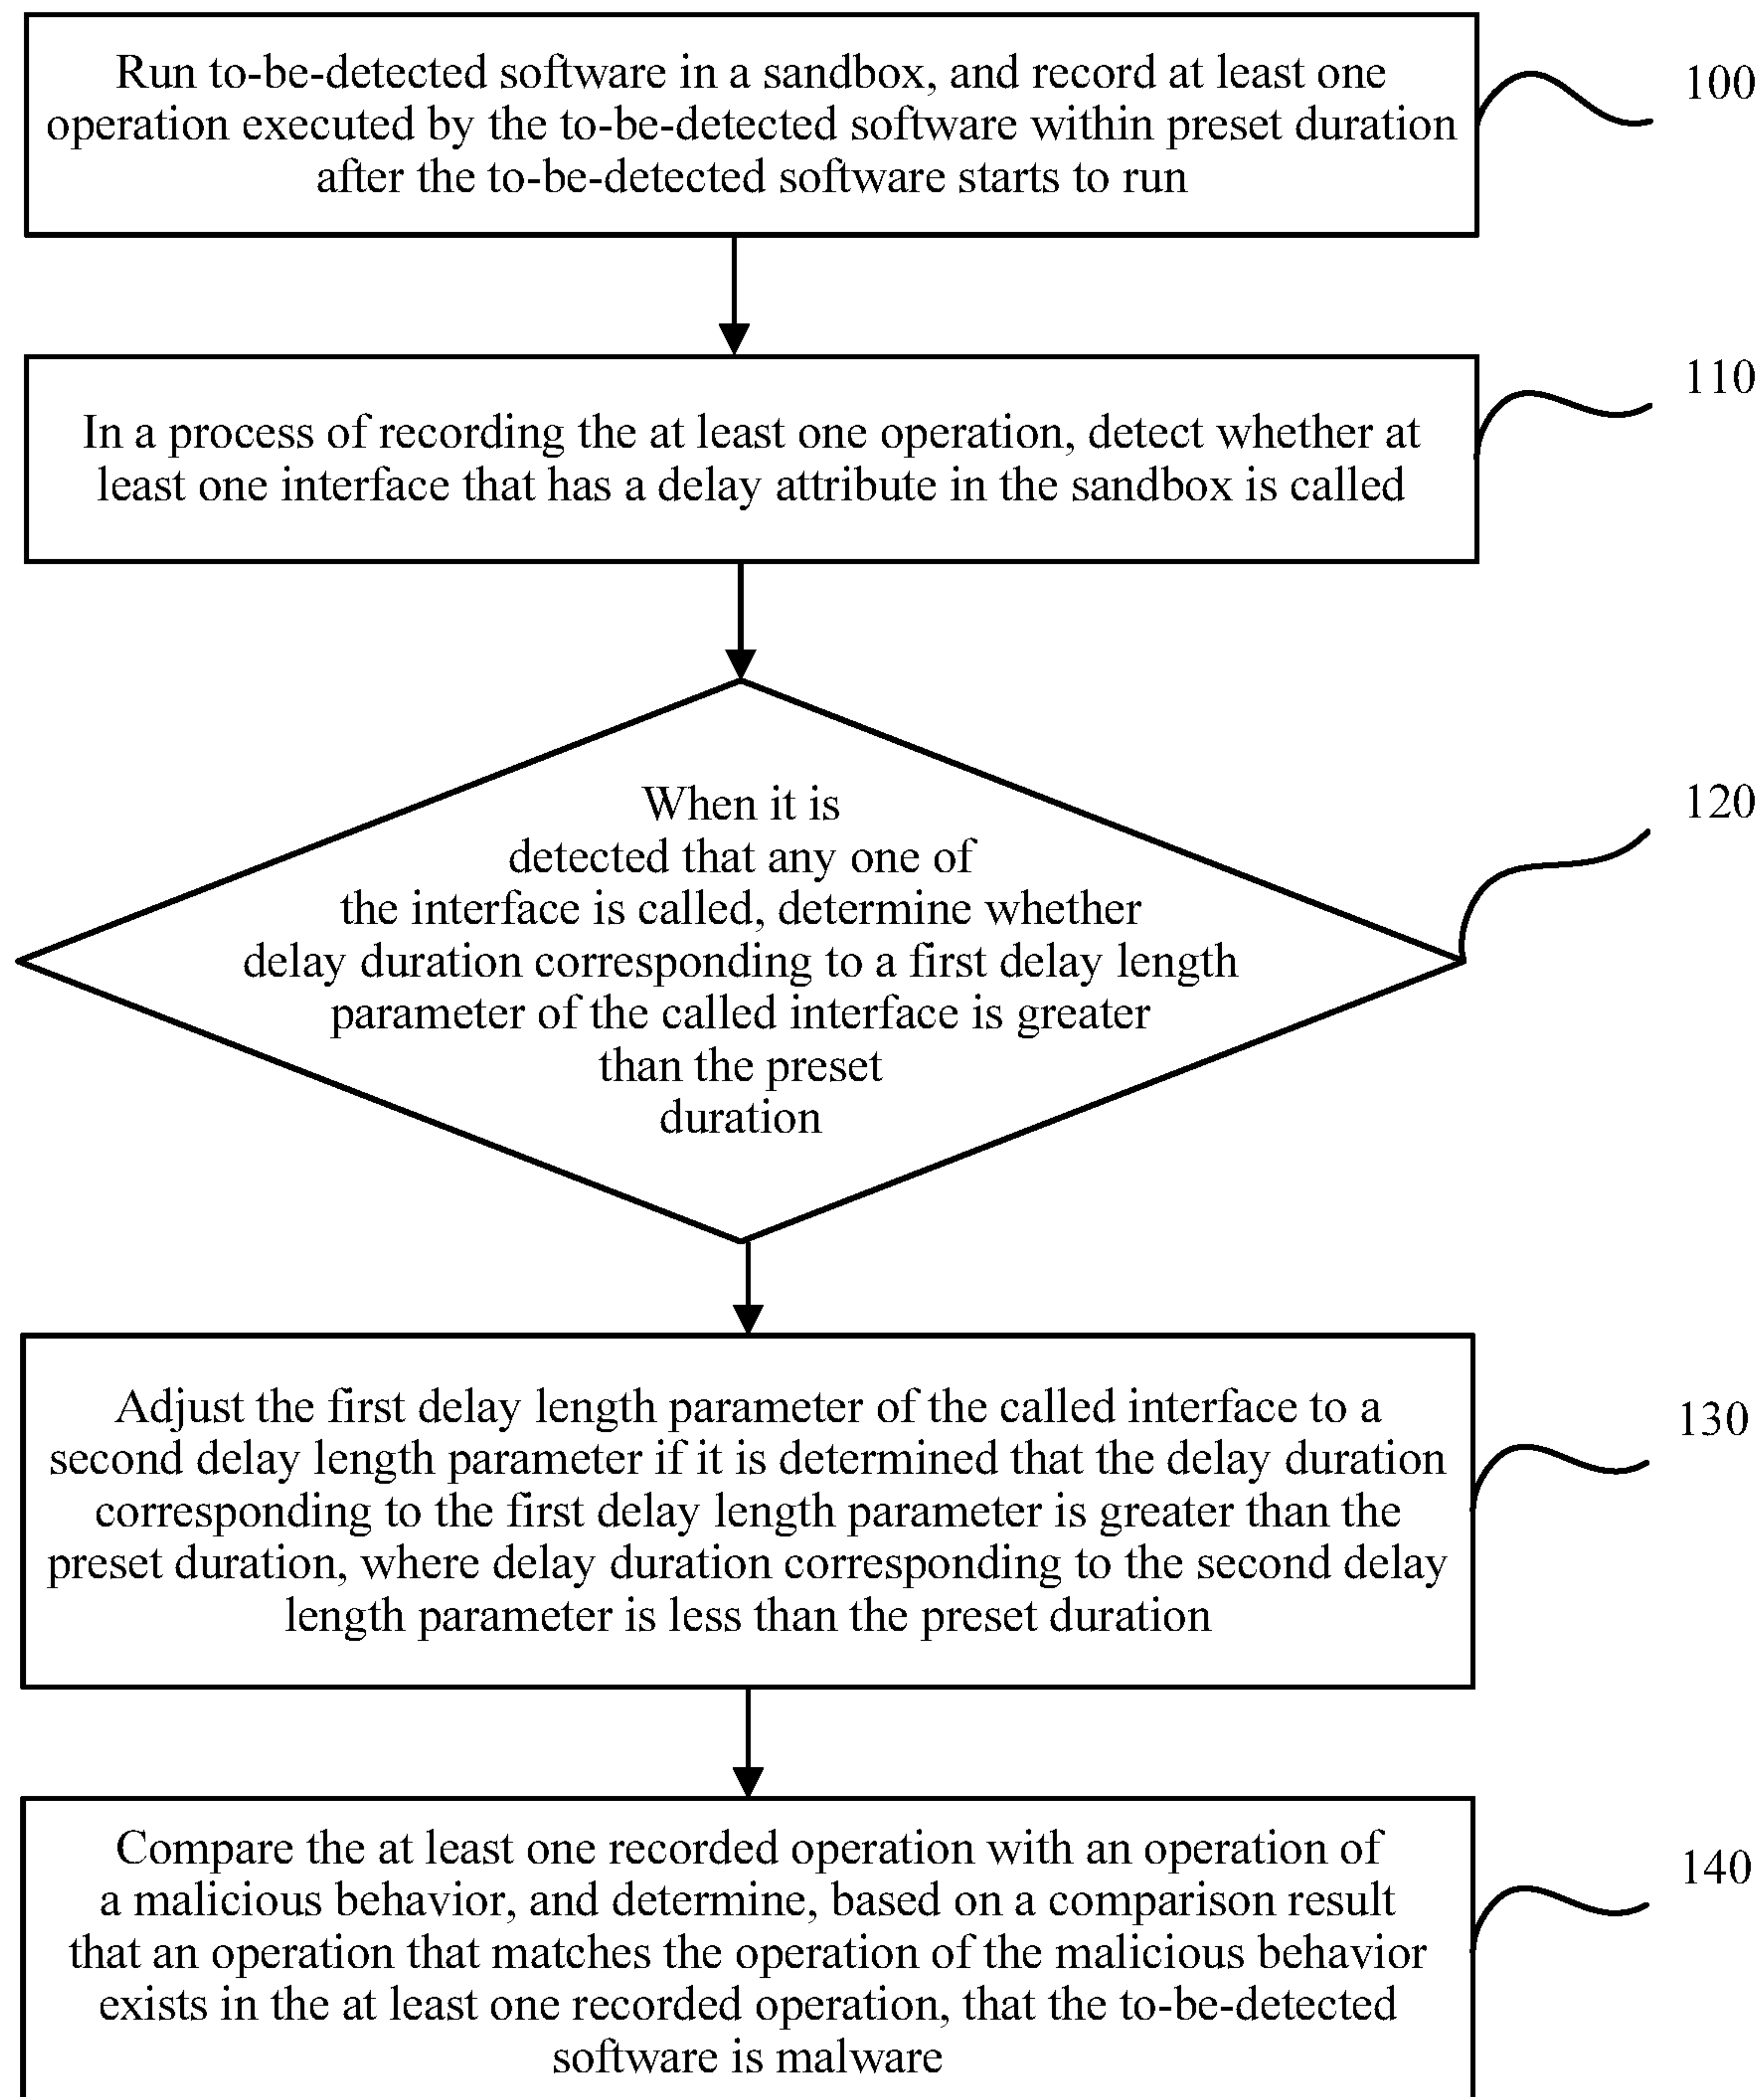 Run to-be-detected software in a sandbox, and record at least one
operation executed by the to-be-detected software within preset duration
after the to-be-detected software starts to run
100
In a process of recording the at least one operation, detect whether at
least one interface that has a delay attribute in the sandbox is called
110
When it is
detected that any one of
the interface is called, determine whether
delay duration corresponding to a first delay length
parameter of the called interface is greater
than the preset
duration
120
Adjust the first delay length parameter of the called interface to a
second delay length parameter if it is determined that the delay duration
corresponding to the first delay length parameter is greater than the
preset duration, where delay duration corresponding to the second delay
length parameter is less than the preset duration
130
Compare the at least one recorded operation with an operation of
a malicious behavior, and determine, based on a comparison result
that an operation that matches the operation of the malicious behavior
exists in the at least one recorded operation, that the to-be-detected
software is malware
140